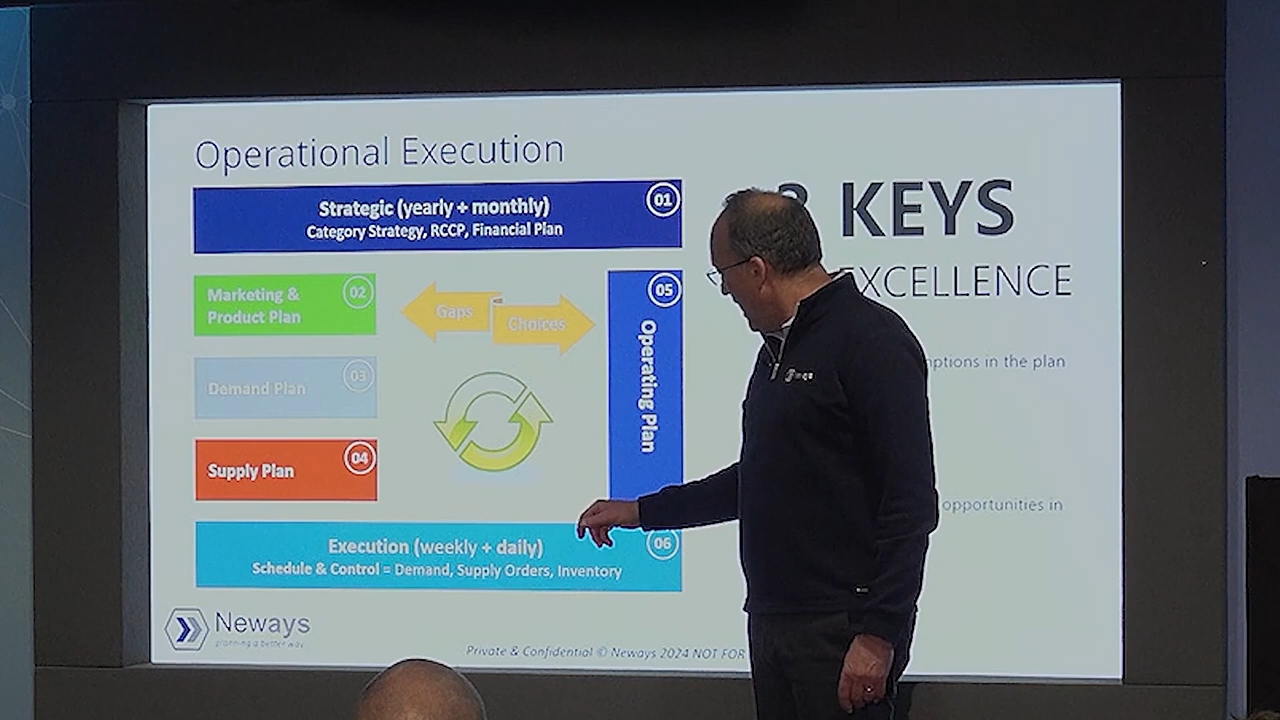 Operational Execution
Strategic (yearly + monthly)
01
Category Strategy, RCCP, Financial Plan
Marketing &
Product Plan
02
Gaps
Choices
Demand Plan
03
Supply Plan
04
05
Operating Plan
Execution (weekly + daily)
06
Schedule & Control = Demand, Supply Orders, Inventory
Neways
planning a better way
Private & Confidential © Neways 2024 NOT FOR
KEYS
EXCELLENCE
in the plan
opportunities in